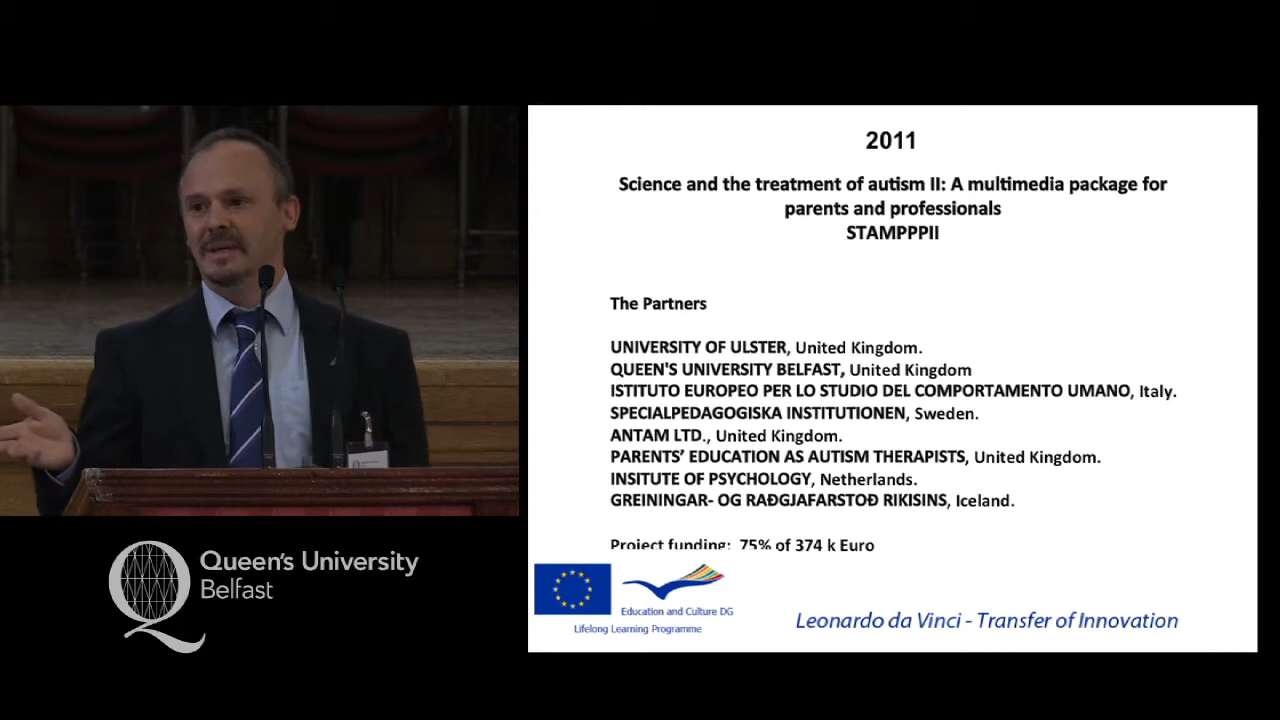 2011
Science and the treatment of autism II: A multimedia package for
parents and professionals
STAMPPPII
The Partners
UNIVERSITY OF ULSTER, United Kingdom.
QUEEN'S UNIVERSITY BELFAST, United Kingdom
ISTITUTO EUROPEO PER LO STUDIO DEL COMPORTAMENTO UMANO, Italy.
SPECIALPEDAGOGISKA INSTITUTIONEN, Sweden.
ANTAM LTD., United Kingdom.
PARENTS’ EDUCATION AS AUTISM THERAPISTS, United Kingdom.
INSITUTE OF PSYCHOLOGY, Netherlands.
GREININGAR- OG RAÐGJAFARSTOÐ RIKISINS, Iceland.
Project funding: 75% of 374 k Euro
Education and Culture DG
Lifelong Learning Programme
Leonardo da Vinci - Transfer of Innovation
Queen's University
Belfast